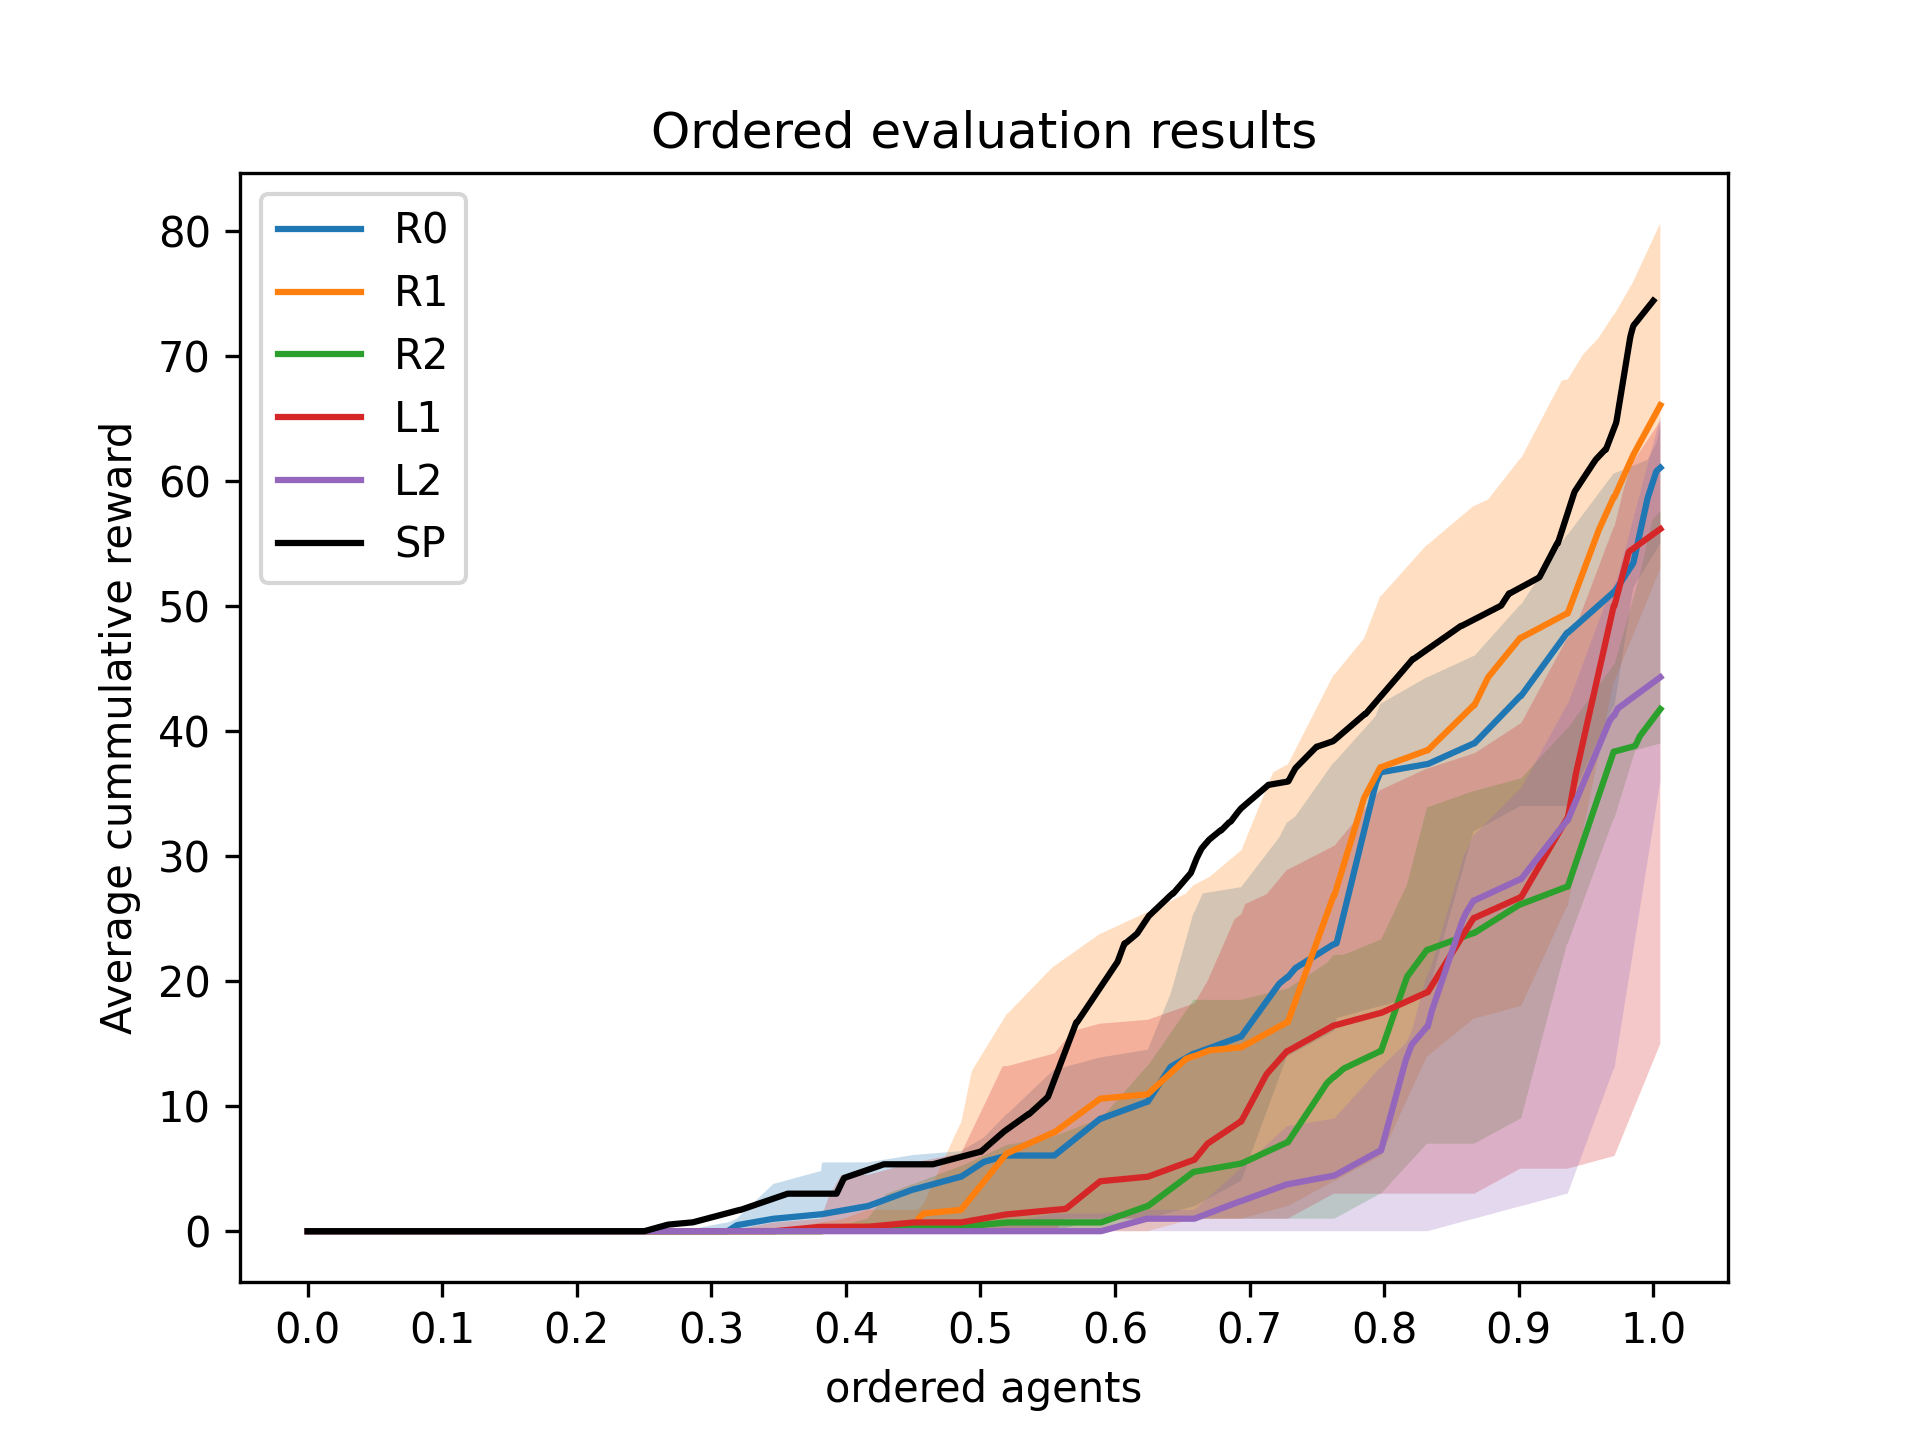 Ordered evaluation results
R0
R1
R2
L1
L2
SP
Average cummulative reward
80
70
60
50
40
30
20
10
0
0.0 0.1 0.2 0.3 0.4 0.5 0.6 0.7 0.8 0.9 1.0
ordered agents